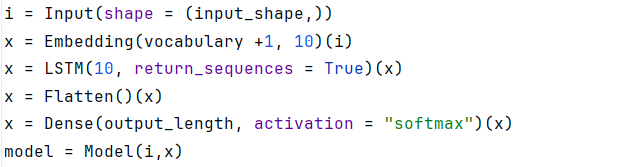 i = Input(shape = (input_shape,))
x = Embedding(vocabulary +1, 10)(i)
x = LSTM(10, return_sequences = True)(x)
x = Flatten()(x)
x = Dense(output_length, activation = "softmax")(x)
model = Model(i,x)